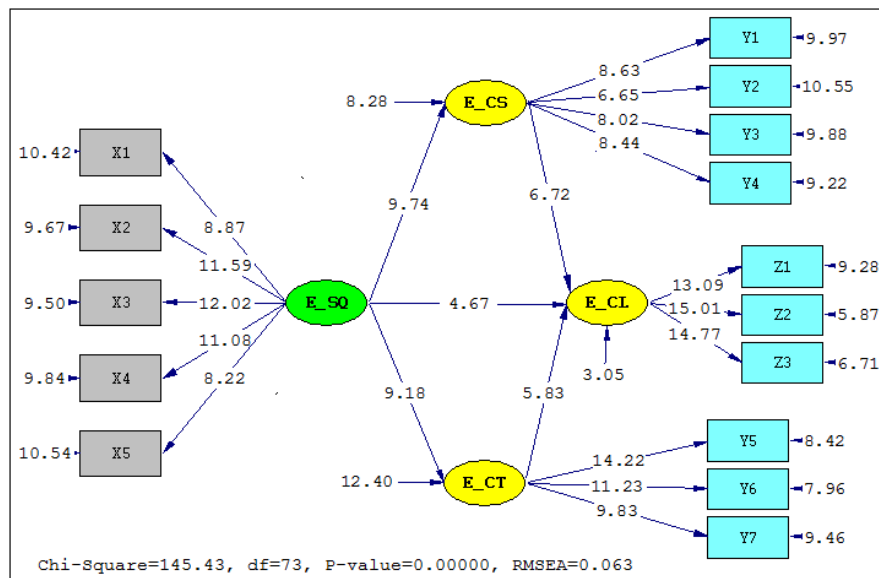 Y1
9.97
8.63
E_CS
8.28
Y2
10.55
6.65
8.02
Y3
9.88
8.44
Y4
9.22
10.42
X1
9.67
X2
8.87
9.74
6.72
11.59
9.50
X3
12.02
E_SQ
4.67
E_CL
13.09
Z1
9.28
15.01
Z2
5.87
14.77
Z3
6.71
11.08
9.84
X4
8.22
9.18
5.83
3.05
10.54
X5
12.40
E_CT
14.22
Y5
8.42
11.23
Y6
7.96
9.83
Y7
9.46
Chi-Square=145.43, df=73, P-value=0.00000, RMSEA=0.063